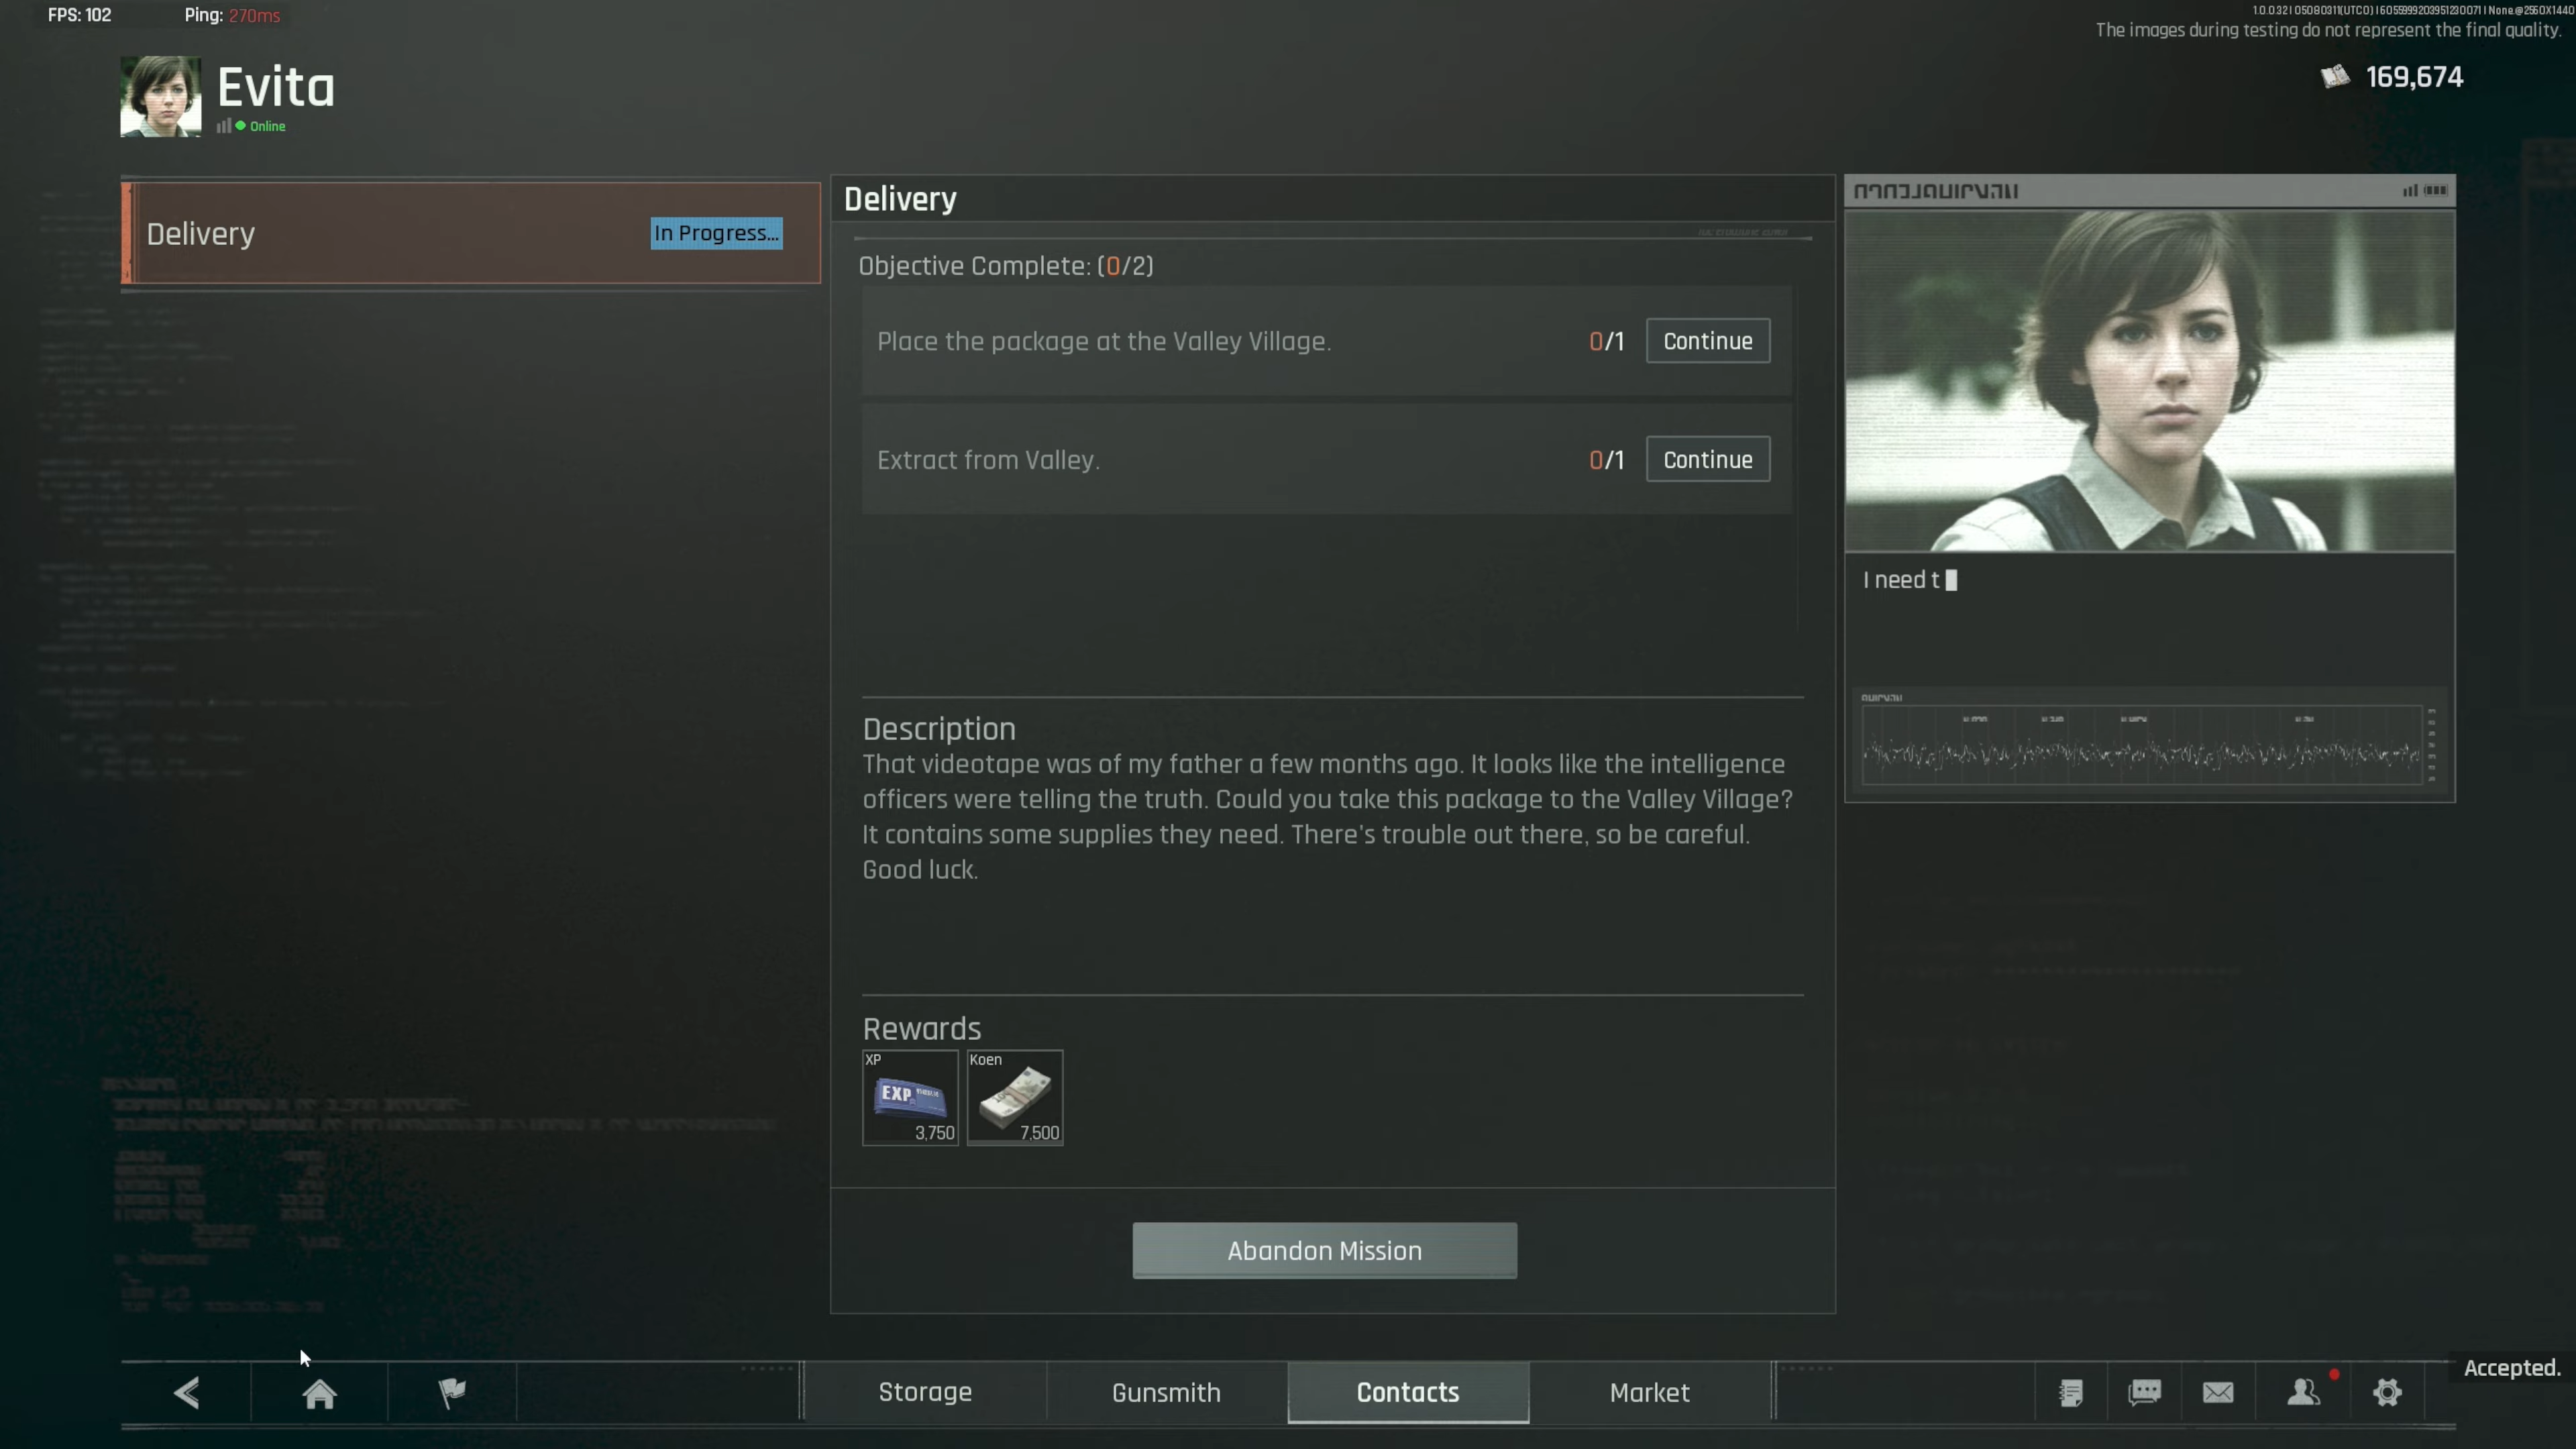 FPS: 102
Ping: 270ms
The images during testing do not represent the final quality.
Evita
Online
169,674
Delivery
In Progress...
Delivery
Objective Complete: (0/2)
Place the package at the Valley Village.
0/1
Continue
Extract from Valley.
0/1
Continue
I need t
Description
That videotape was of my father a few months ago. It looks like the intelligence
officers were telling the truth. Could you take this package to the Valley Village?
It contains some supplies they need. There's trouble out there, so be careful.
Good luck.
Rewards
XP
EXP
3,750
Koen
7,500
Abandon Mission
Storage
Gunsmith
Contacts
Market
Accepted.